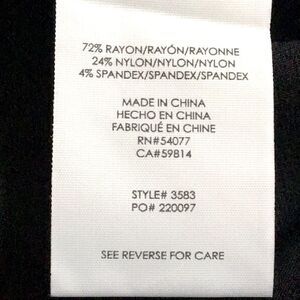 72% RAYON/RAYÓN/RAYONNE
24% NYLON/NYLON/NYLON
4% SPANDEX/SPANDEX/SPANDEX
MADE IN CHINA
HECHO EN CHINA
FABRIQUÉ EN CHINE
RN#54077
CA#59814
STYLE# 3583
PO# 220097
SEE REVERSE FOR CARE